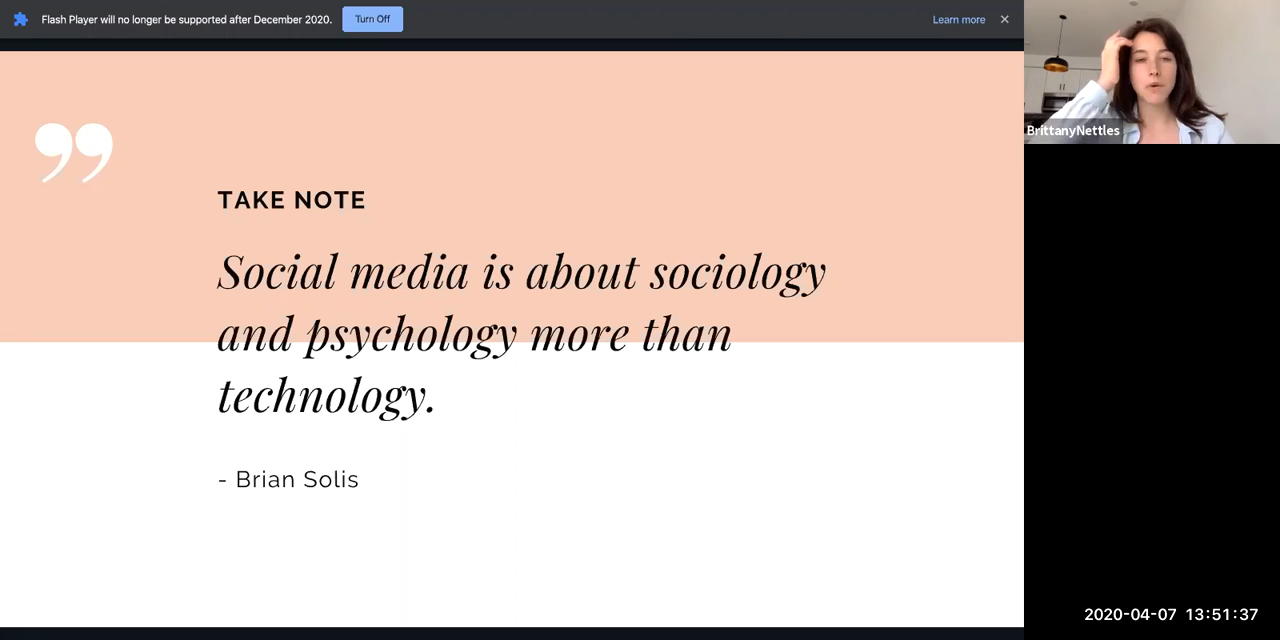 Flash Player will no longer be supported after December 2020. Turn Off Learn more
BrittanyNettles
”
TAKE NOTE
Social media is about sociology
and psychology more than
technology.
- Brian Solis
2020-04-07 13:51:37